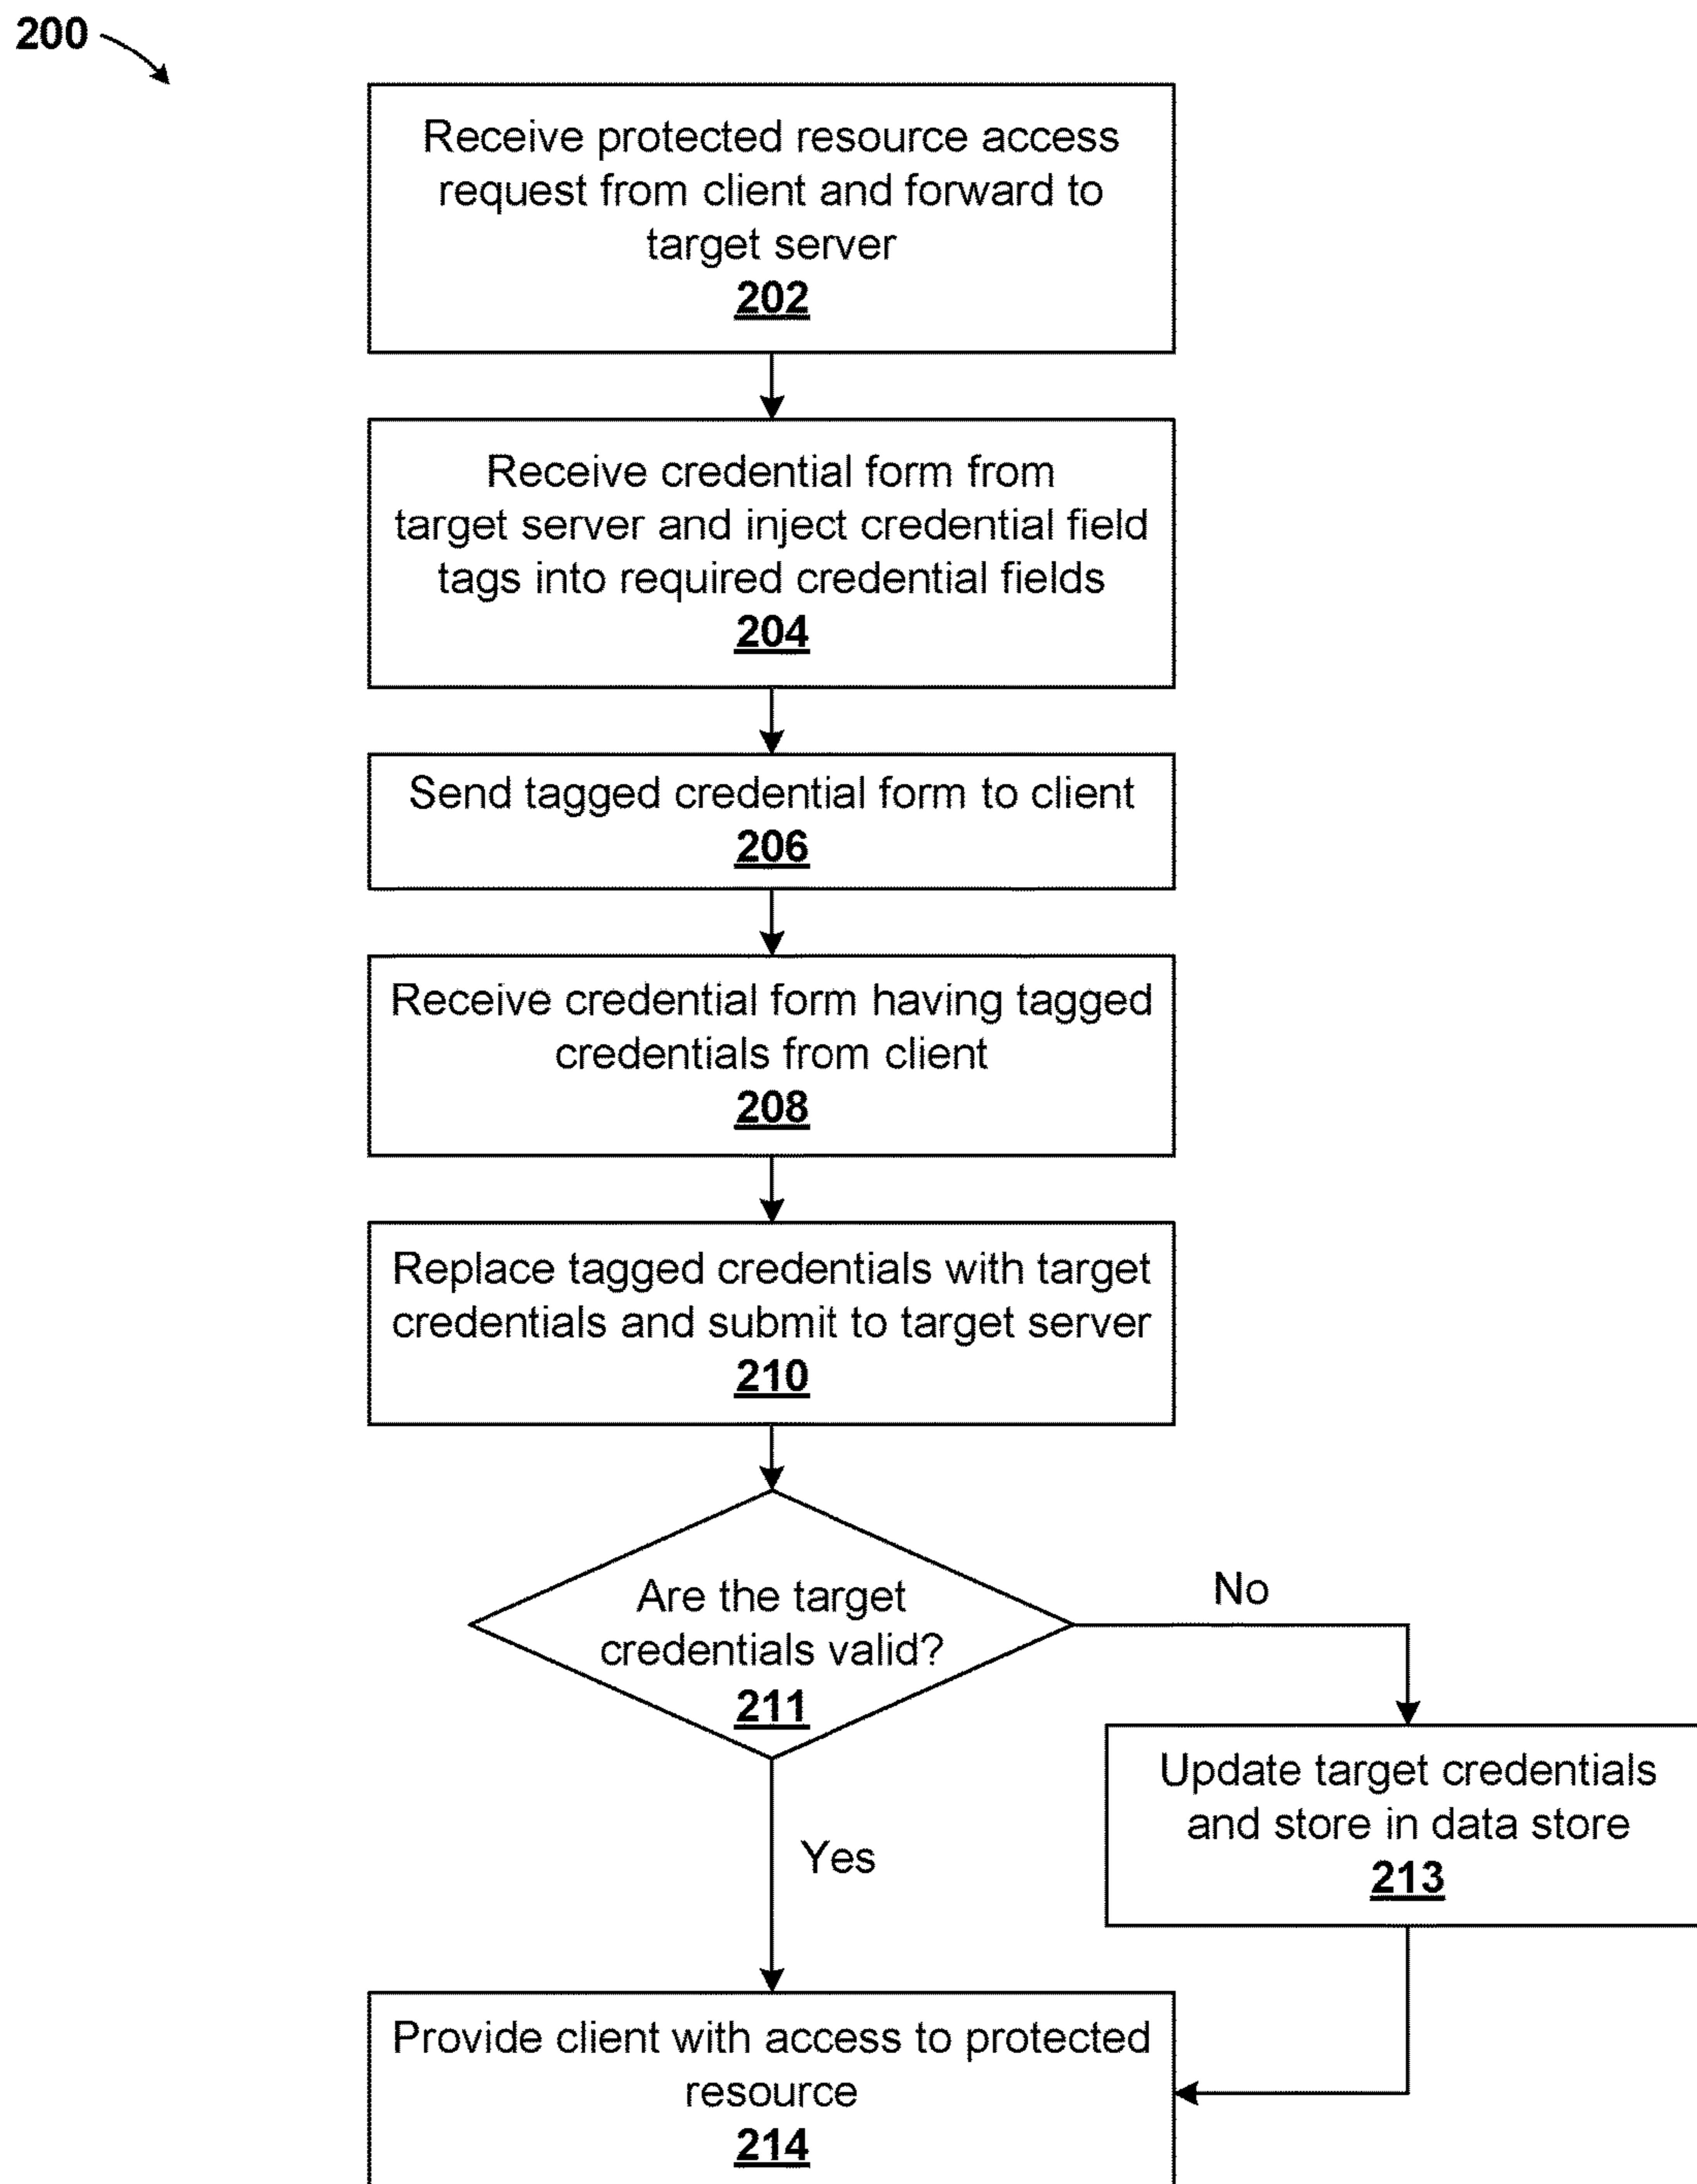 200
Receive protected resource access
request from client and forward to
target server
202
Receive credential form from
target server and inject credential field
tags into required credential fields
204
Send tagged credential form to client
206
Receive credential form having tagged
credentials from client
208
Replace tagged credentials with target
credentials and submit to target server
210
Are the target
credentials valid?
211
No
Update target credentials
and store in data store
213
Yes
Provide client with access to protected
resource
214